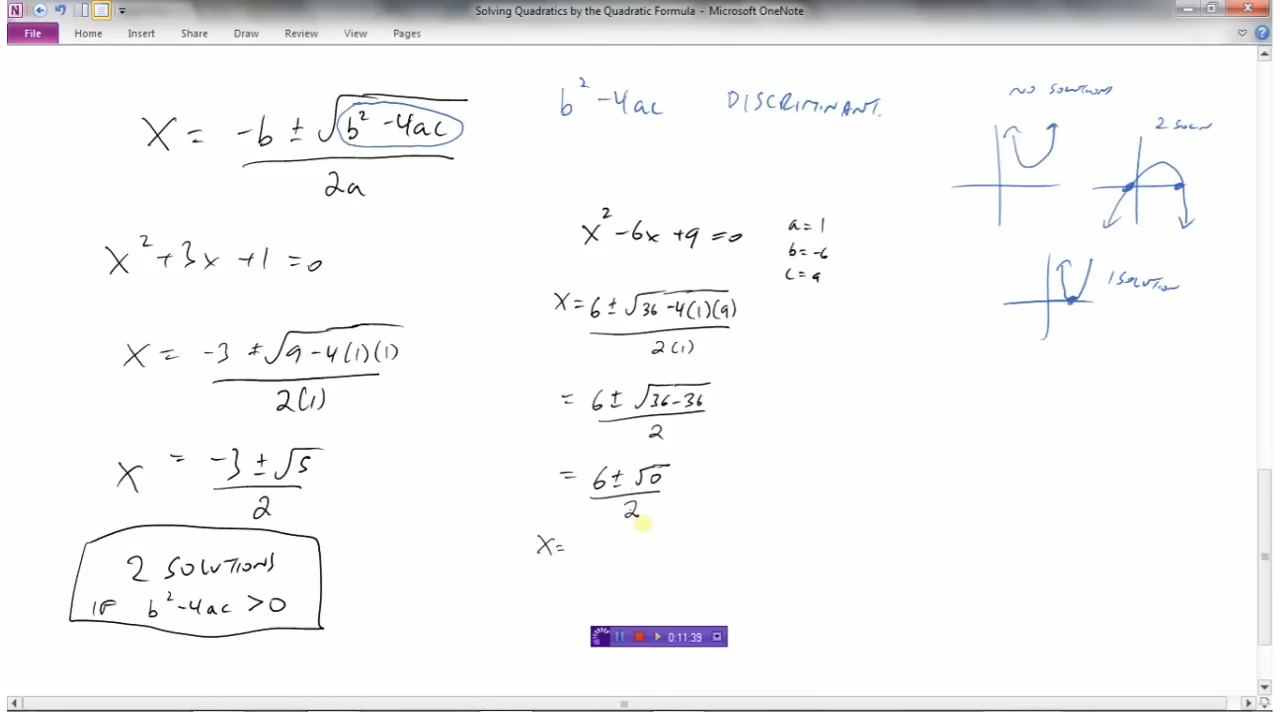 Solving Quadratics by the Quadratic Formula - Microsoft OneNote
File Home Insert Share Draw Review View Pages
x = (-b ± √(b² - 4ac)) / 2a
x² + 3x + 1 = 0
x = (-3 ± √(9 - 4(1)(1))) / 2(1)
x = (-3 ± √5) / 2
2 SOLUTIONS
IF b² - 4ac > 0
b² - 4ac DISCRIMINANT.
x² - 6x + 9 = 0
a = 1
b = -6
c = 9
x = (6 ± √(36 - 4(1)(9))) / 2(1)
= (6 ± √(36 - 36)) / 2
= (6 ± √0) / 2
x =
NO SOLUTIONS
2 SOLN
1 SOLUTION
0:11:39